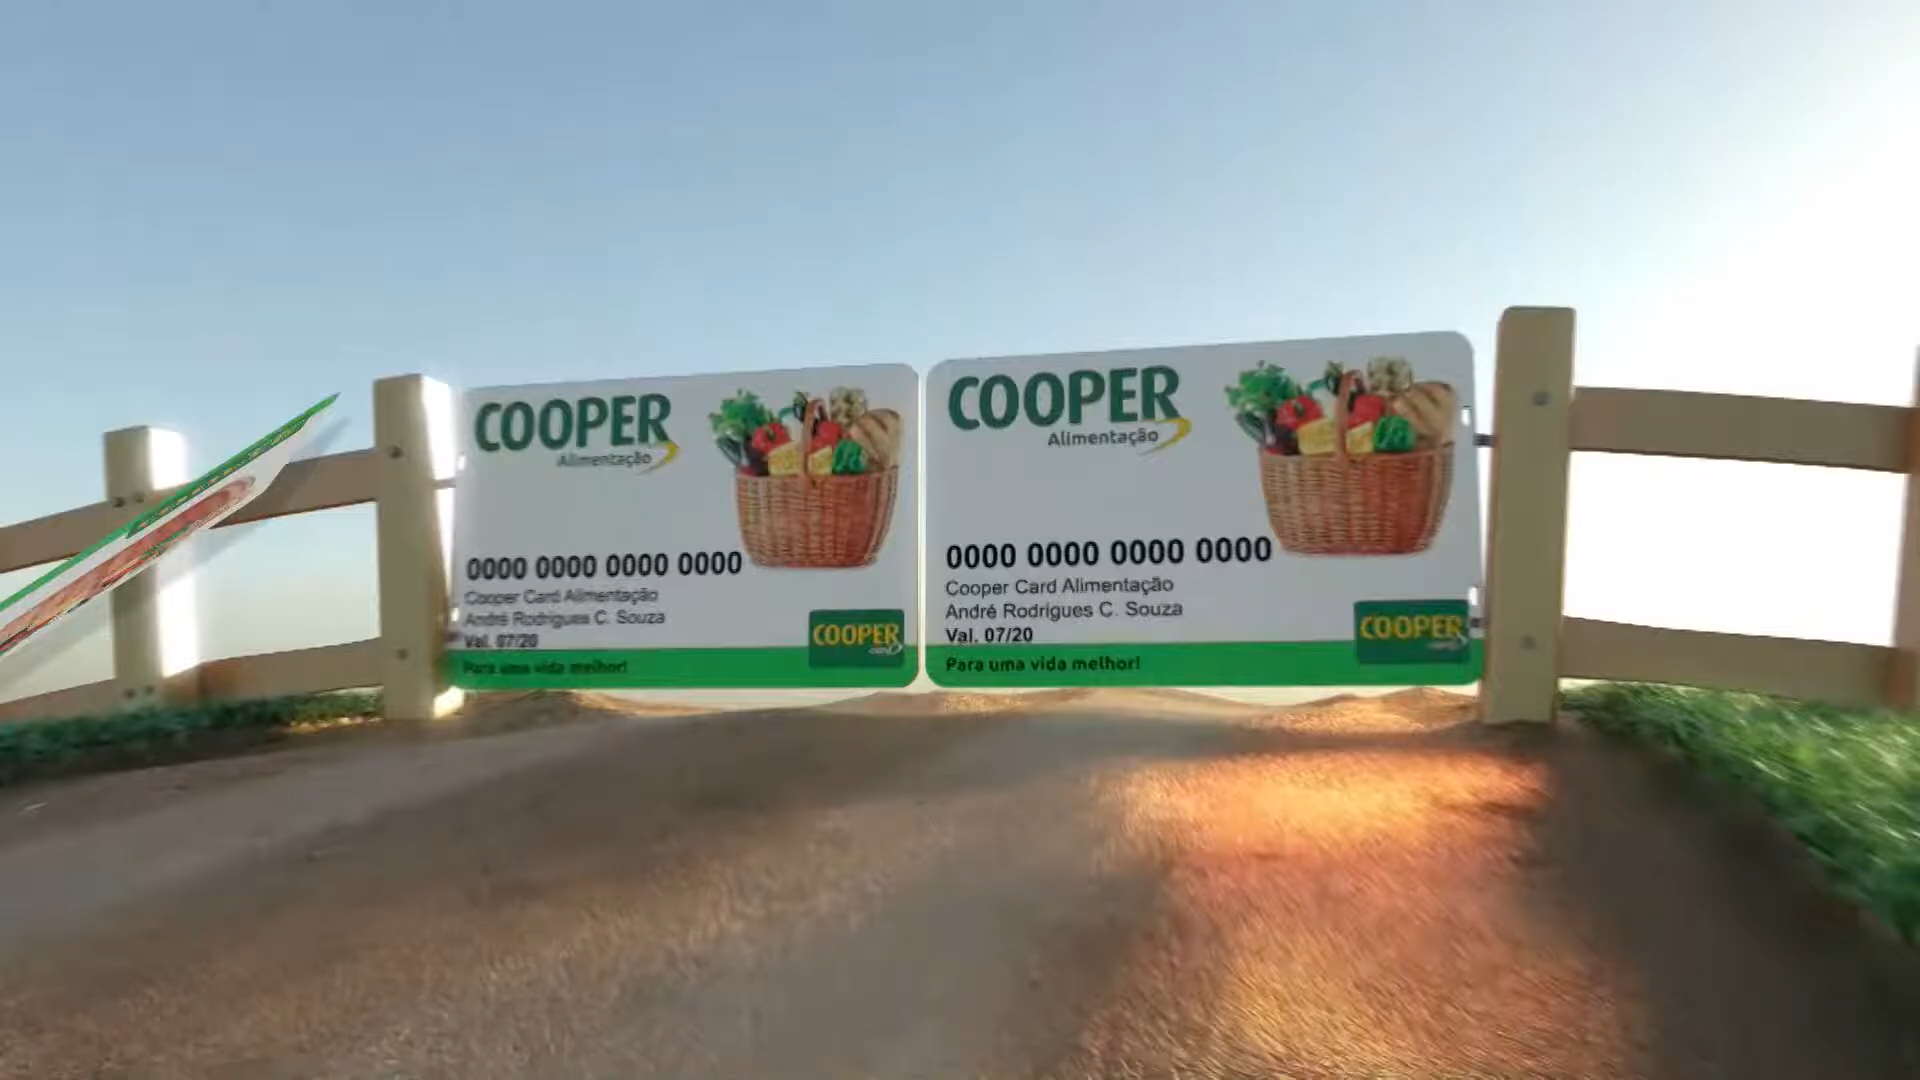 COOPER
Alimentação
0000 0000 0000 0000
Cooper Card Alimentação
André Rodrigues C. Souza
Val. 07/20
Para uma vida melhor!
COOPER
card
COOPER
Alimentação
0000 0000 0000 0000
Cooper Card Alimentação
André Rodrigues C. Souza
Val. 07/20
Para uma vida melhor!
COOPER